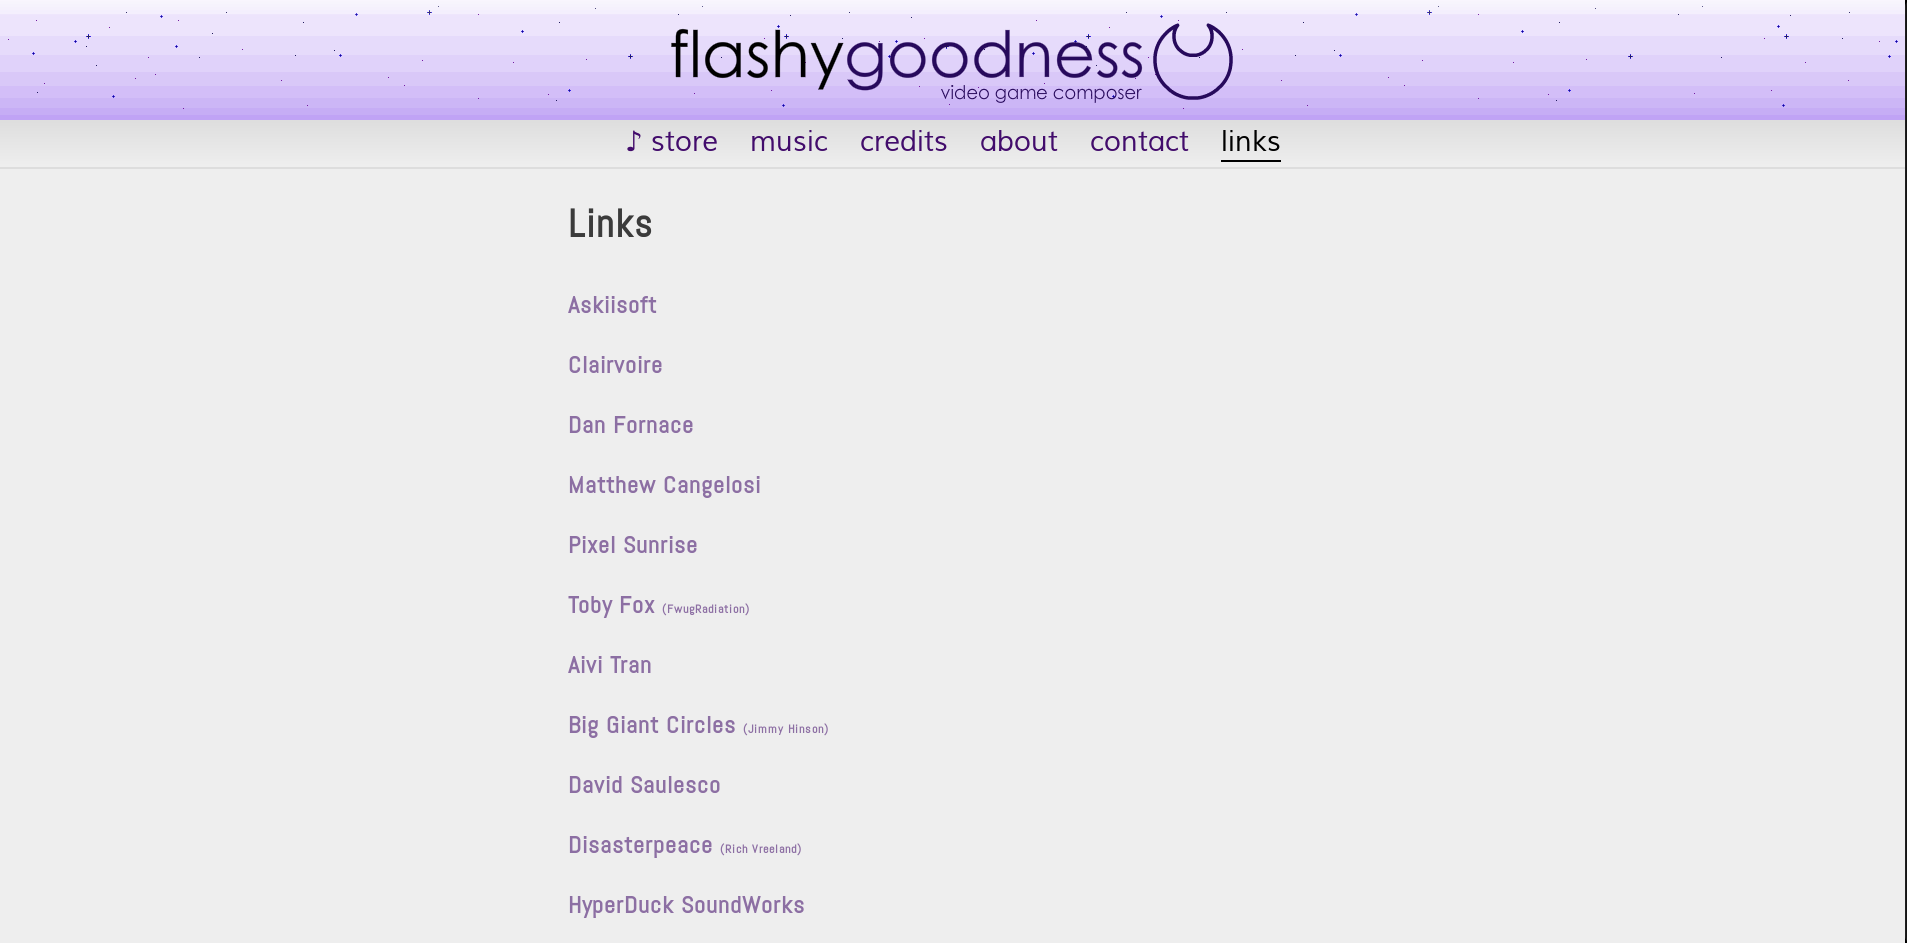 flashygoodness
video game composer
♪ store music credits about contact links
Links
Askiisoft
Clairvoire
Dan Fornace
Matthew Cangelosi
Pixel Sunrise
Toby Fox (FwugRadiation)
Aivi Tran
Big Giant Circles (Jimmy Hinson)
David Saulesco
Disasterpeace (Rich Vreeland)
HyperDuck SoundWorks